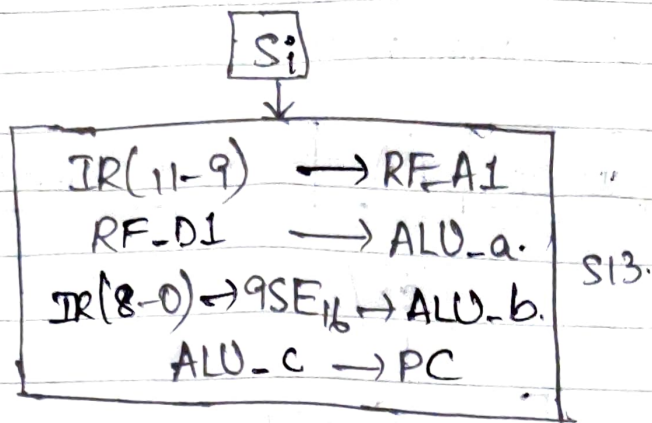 Si
IR(11-9) → RF_A1
RF_D1 → ALU_a.
IR(8-0) → 9SE16 → ALU_b.
S13.
ALU_c → PC